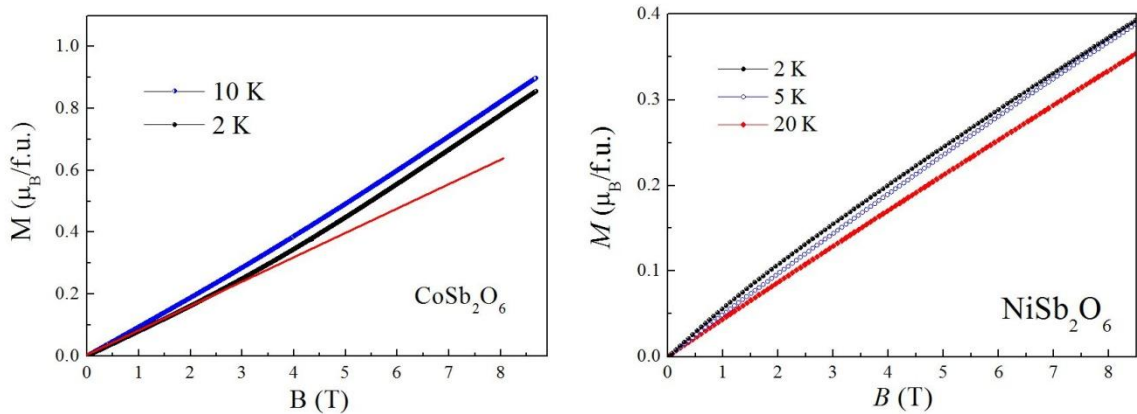 1.0
0.8
0.6
0.4
0.2
0.0
M (μ_B/f.u.)
10 K
2 K
CoSb₂O₆
0 1 2 3 4 5 6 7 8
B (T)
0.4
0.3
0.2
0.1
0.0
M (μ_B/f.u.)
2 K
5 K
20 K
NiSb₂O₆
0 1 2 3 4 5 6 7 8
B (T)